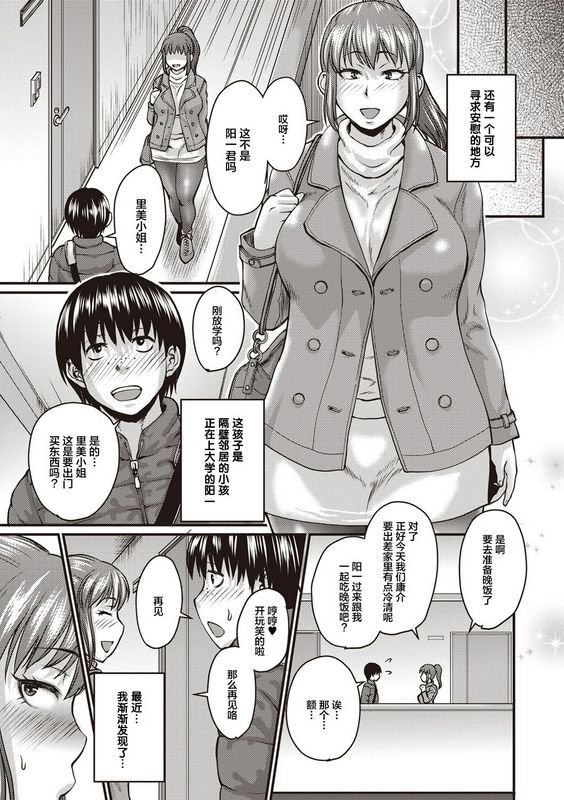 还有一个可以
寻求安慰的地方
哎呀…
这不是
阳一君吗
里美小姐
…
刚放学吗？
这孩子是
隔壁邻居的小孩
正在上大学的阳一
是的…
里美小姐
这是要出门
买东西吗？
是啊
要去准备晚饭了
对了
正好今天我们康介
要出差家里有点冷清呢
阳一过来跟我
一起吃晚饭吧？
诶…
那个…
额
哼哼♥
开玩笑的啦
那么再见咯
再见
最近…
我渐渐发现了…